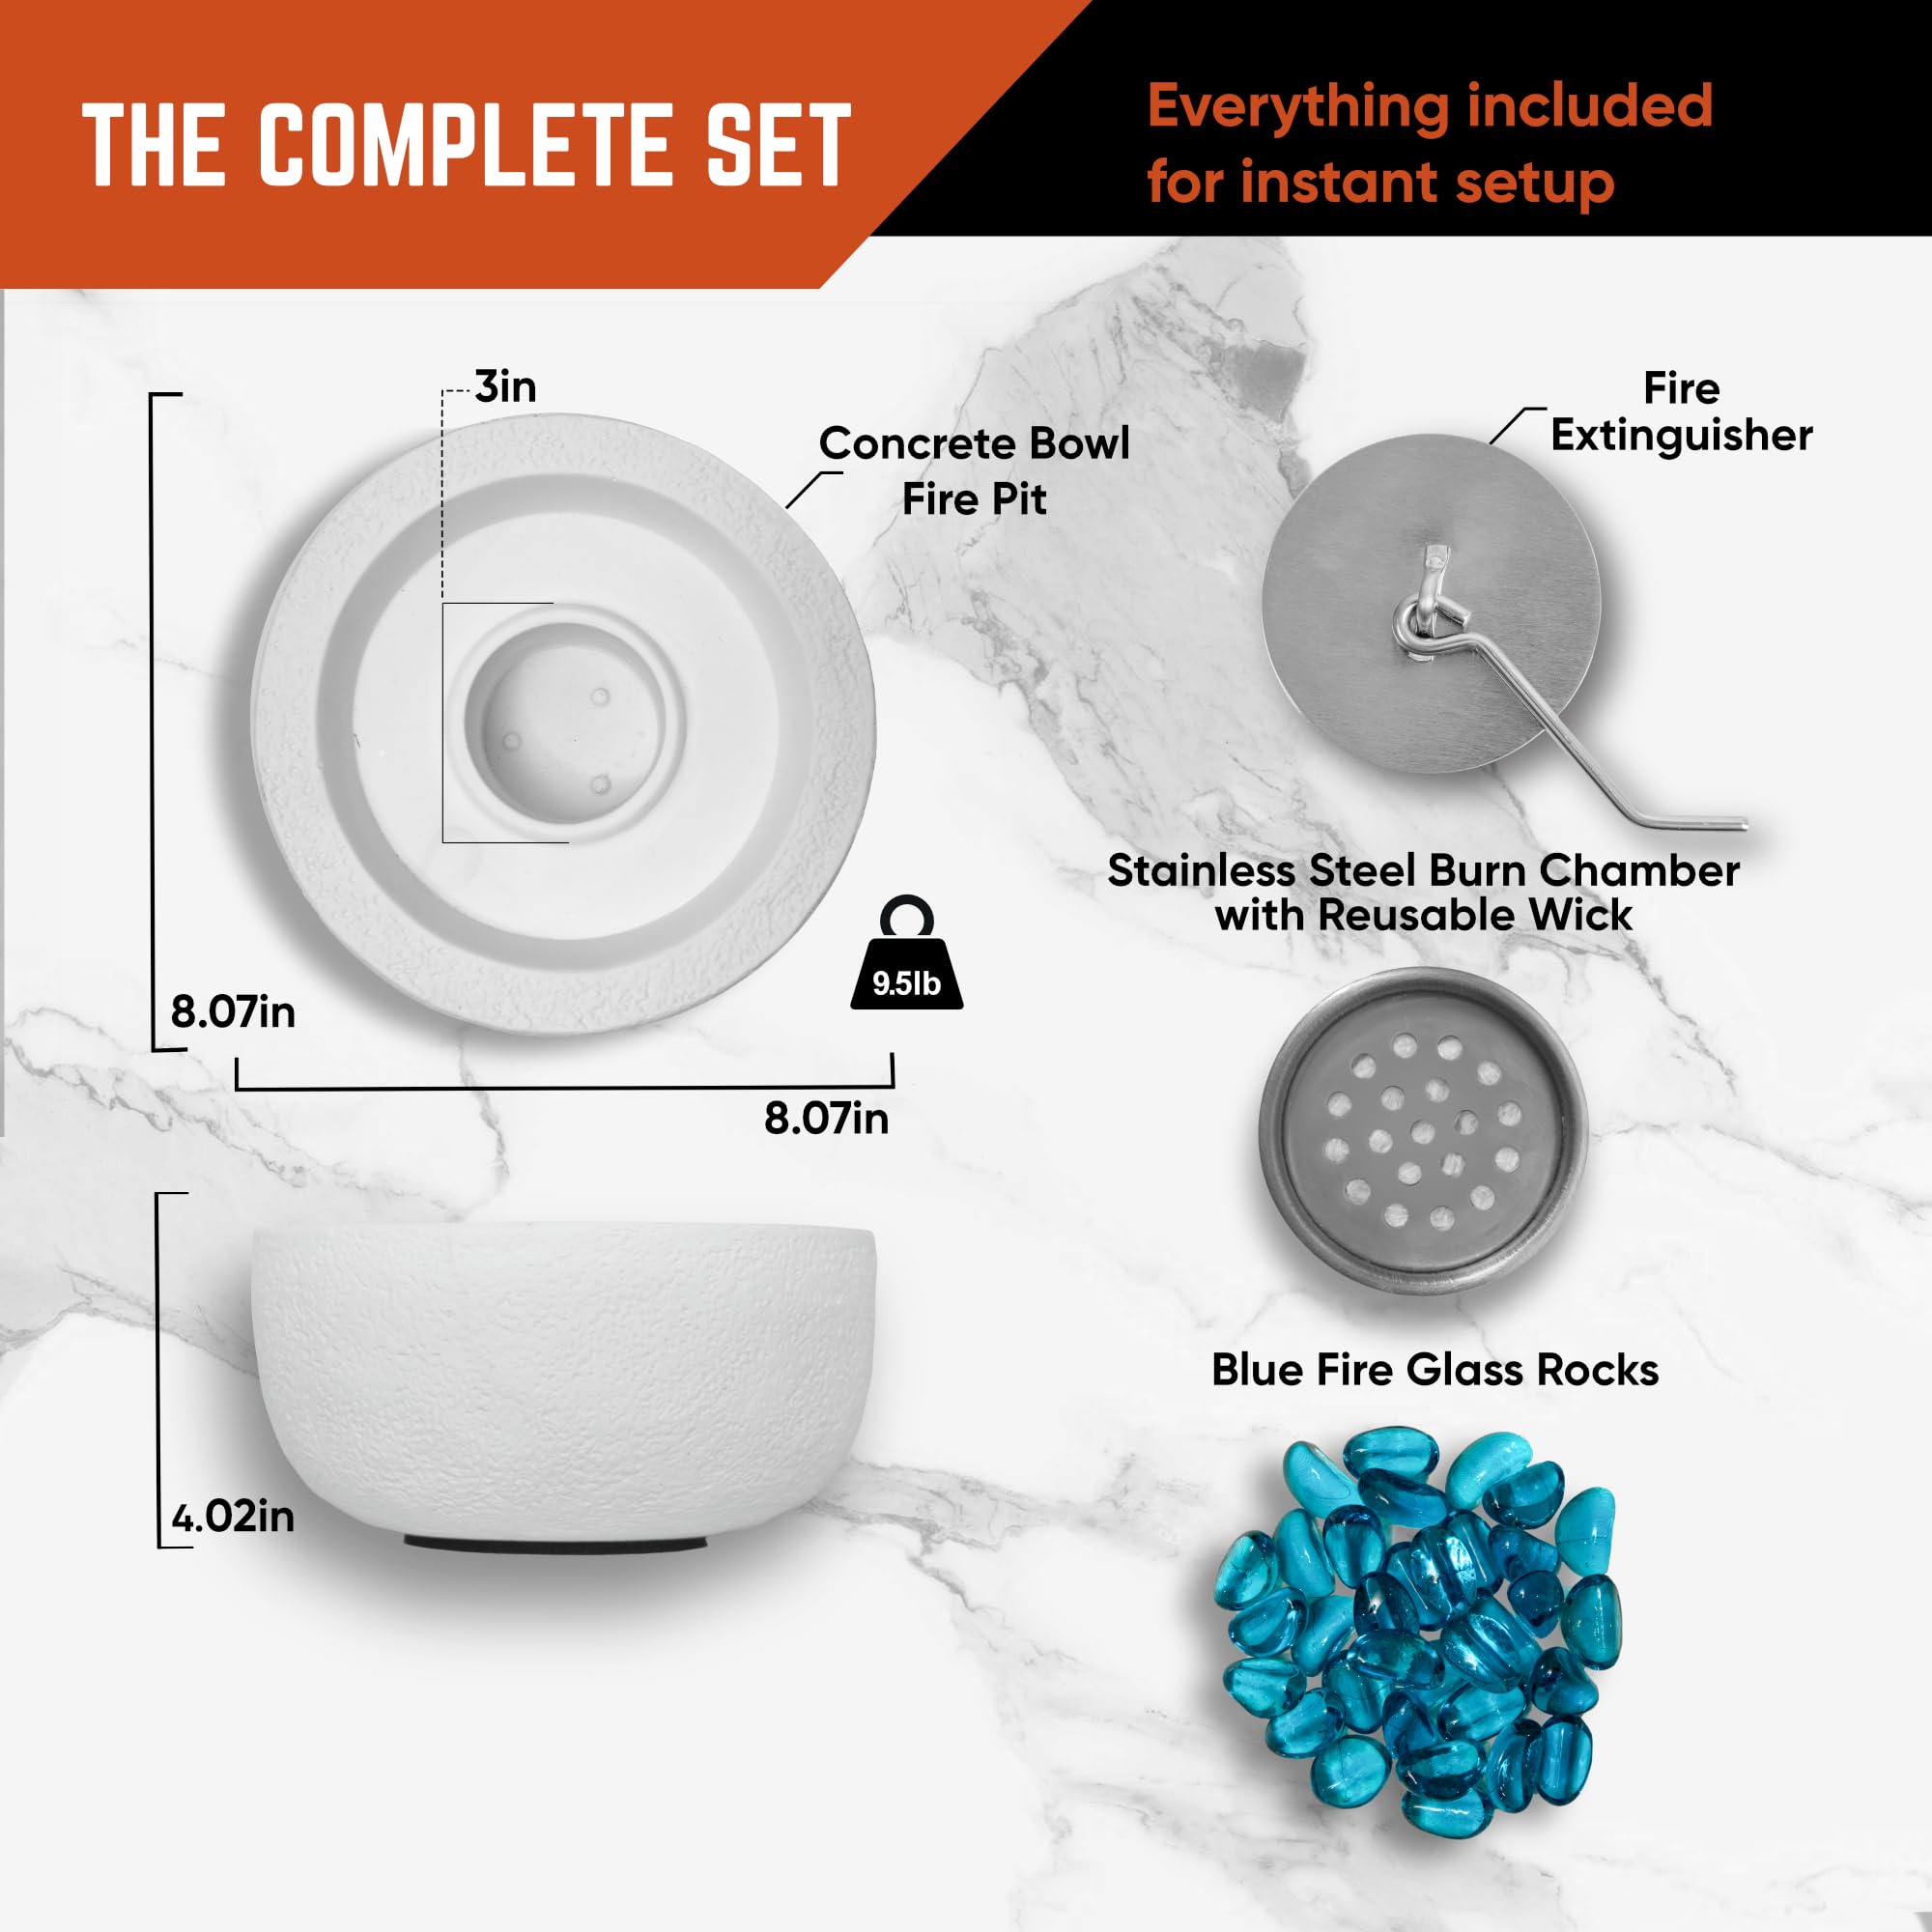 THE COMPLETE SET
Everything included
for instant setup
3in
Concrete Bowl
Fire Pit
8.07in
8.07in
9.5lb
4.02in
Fire
Extinguisher
Stainless Steel Burn Chamber
with Reusable Wick
Blue Fire Glass Rocks